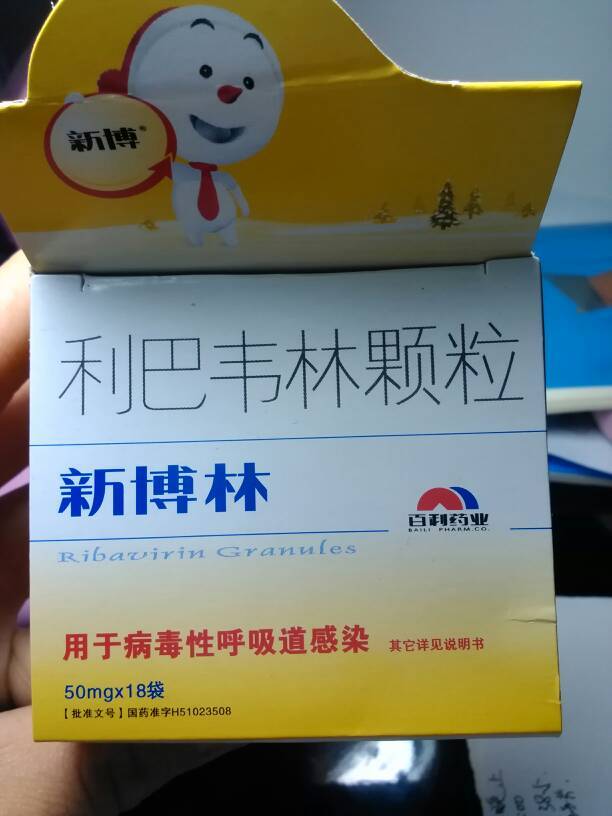 新博®
利巴韦林颗粒
新博林
百利药业
BAILI PHARM.CO.
Ribavirin Granules
用于病毒性呼吸道感染 其它详见说明书
50mgx18袋
【批准文号】国药准字H51023508